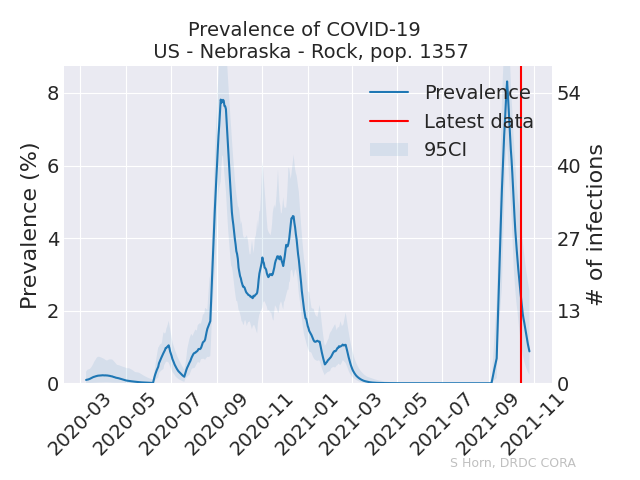 Prevalence of COVID-19
US - Nebraska - Rock, pop. 1357
Prevalence
Latest data
95CI
Prevalence (%)
8
6
4
2
0
# of infections
54
40
27
13
0
2020-03
2020-05
2020-07
2020-09
2020-11
2021-01
2021-03
2021-05
2021-07
2021-09
2021-11
S Horn, DRDC CORA